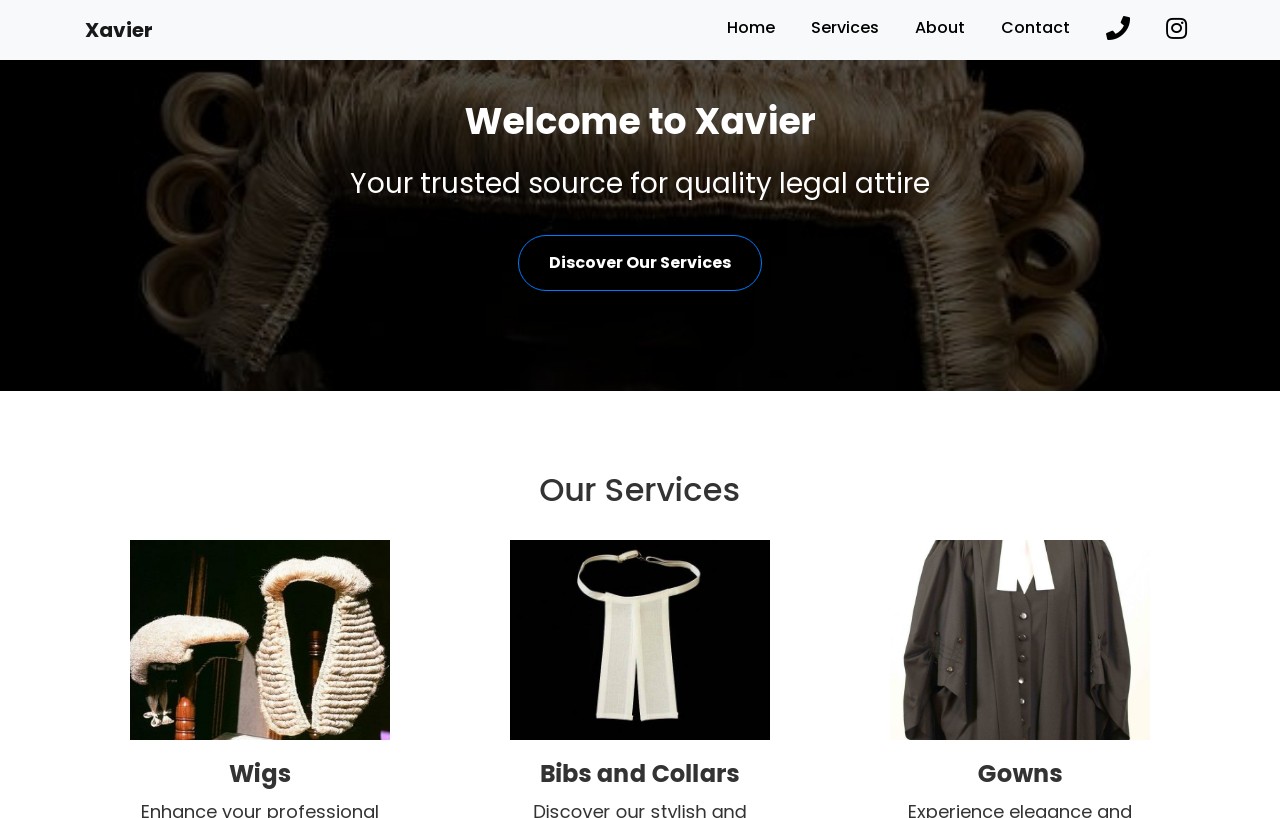 Xavier
Home Services About Contact
Welcome to Xavier
Your trusted source for quality legal attire
Discover Our Services
Our Services
Wigs
Bibs and Collars
Gowns
Enhance your professional
Discover our stylish and
Experience elegance and